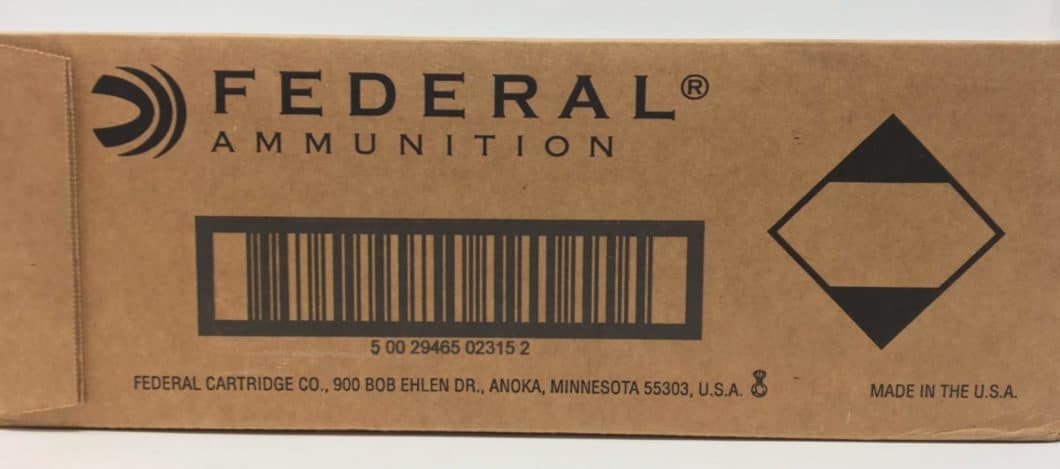 FEDERAL®
AMMUNITION
5 00 29465 02315 2
FEDERAL CARTRIDGE CO., 900 BOB EHLEN DR., ANOKA, MINNESOTA 55303, U.S.A.
MADE IN THE U.S.A.